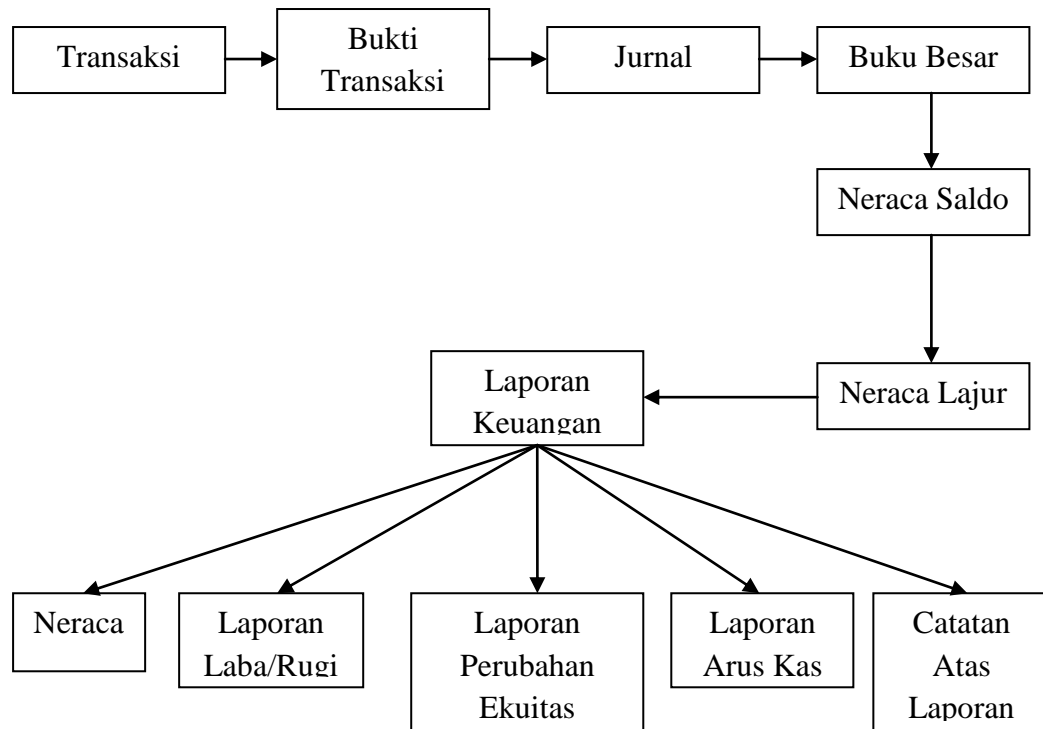 Transaksi
Bukti
Transaksi
Jurnal
Buku Besar
Neraca Saldo
Neraca Lajur
Laporan
Keuangan
Neraca
Laporan
Laba/Rugi
Laporan
Perubahan
Ekuitas
Laporan
Arus Kas
Catatan
Atas
Laporan